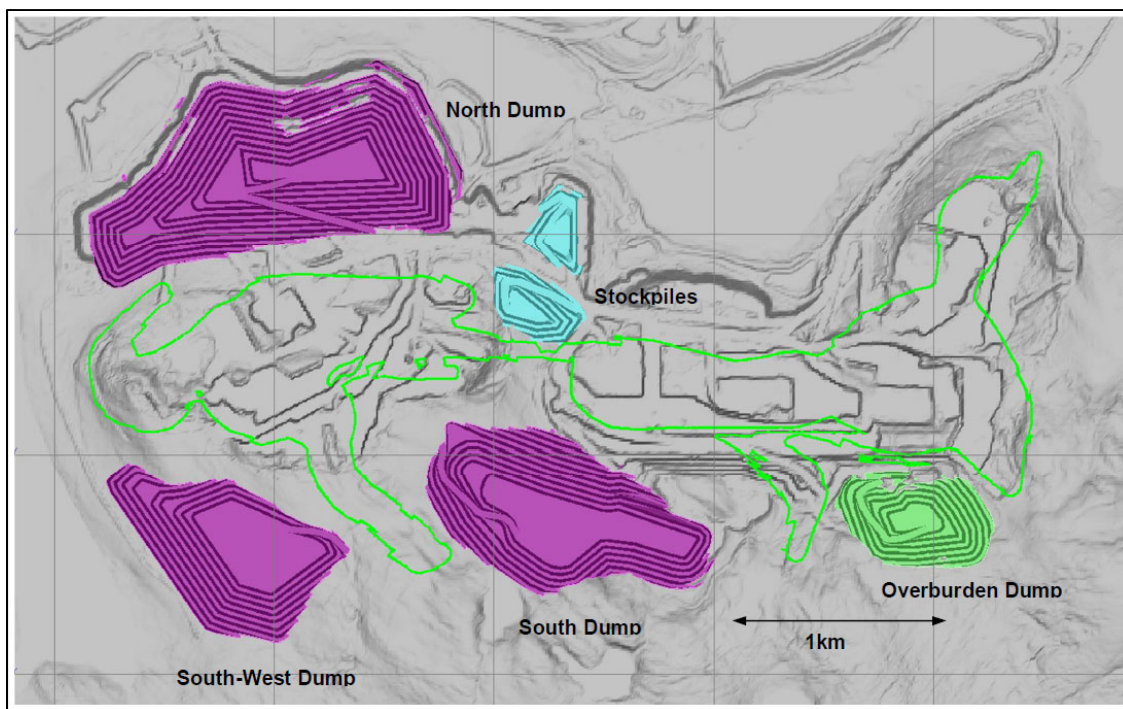 North Dump
Stockpiles
Overburden Dump
South Dump
1km
South-West Dump